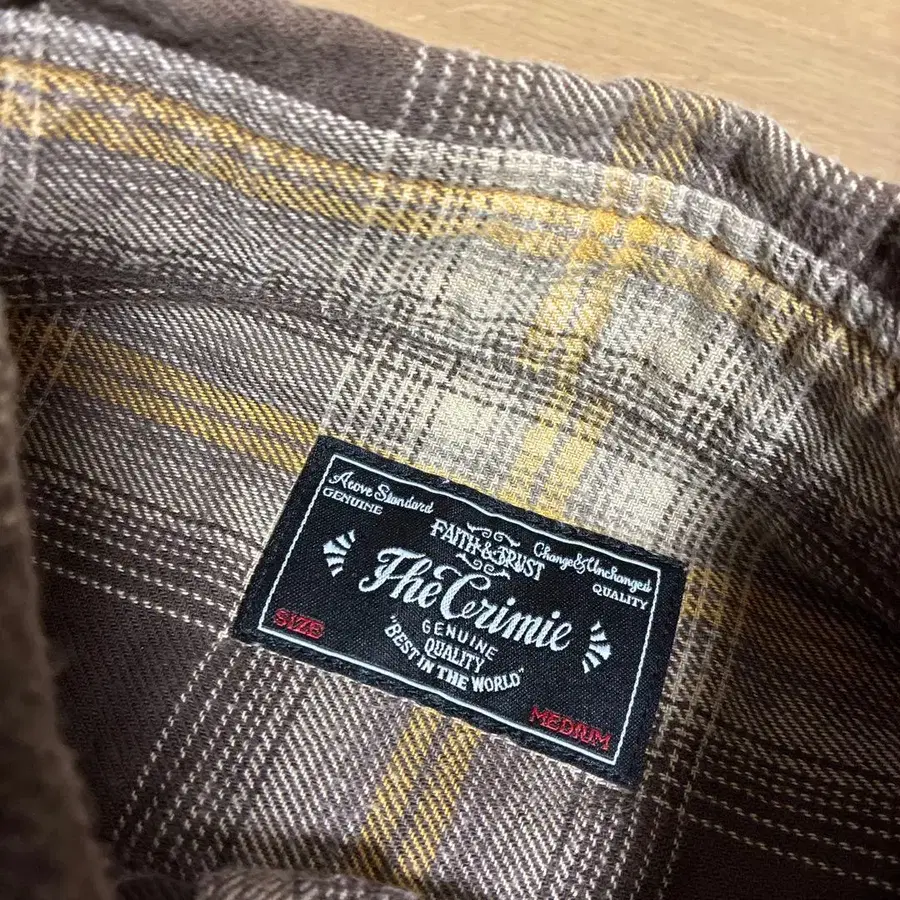 Above Standard
GENUINE
FAITH & TRUST
Change & Unchanged
QUALITY
The Crimie
GENUINE
QUALITY
"BEST IN THE WORLD"
SIZE
MEDIUM